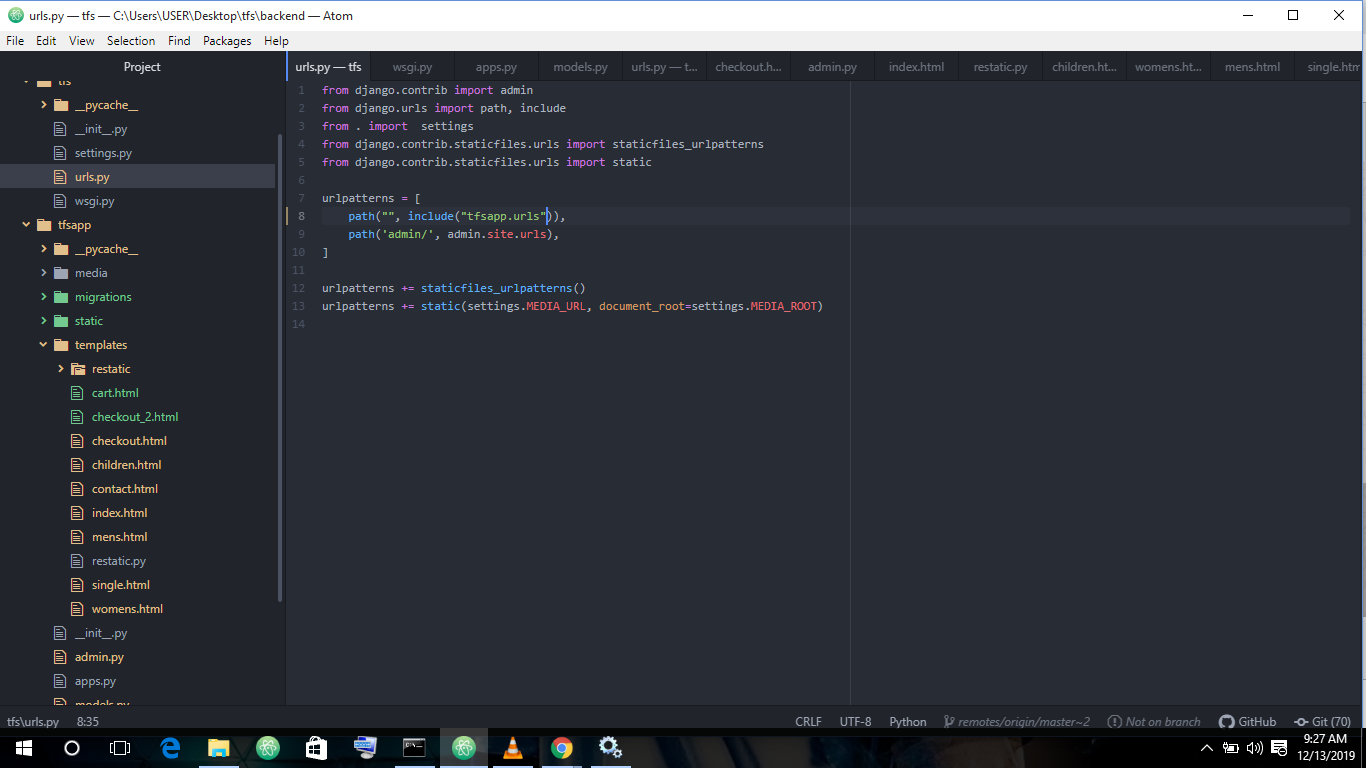 urls.py — tfs — C:\Users\USER\Desktop\tfs\backend — Atom
File Edit View Selection Find Packages Help
Project
urls.py — tfs wsgi.py apps.py models.py urls.py — t... checkout.h... admin.py index.html restatic.py children.ht... womens.ht... mens.html single.htm
tfs
__pycache__
__init__.py
settings.py
urls.py
wsgi.py
tfsapp
__pycache__
media
migrations
static
templates
restatic
cart.html
checkout_2.html
checkout.html
children.html
contact.html
index.html
mens.html
restatic.py
single.html
womens.html
__init__.py
admin.py
apps.py
models.py
1 from django.contrib import admin
2 from django.urls import path, include
3 from . import  settings
4 from django.contrib.staticfiles.urls import staticfiles_urlpatterns
5 from django.contrib.staticfiles.urls import static
6
7 urlpatterns = [
8     path("", include("tfsapp.urls")),
9     path('admin/', admin.site.urls),
10 ]
11
12 urlpatterns += staticfiles_urlpatterns()
13 urlpatterns += static(settings.MEDIA_URL, document_root=settings.MEDIA_ROOT)
14
tfs\urls.py 8:35 CRLF UTF-8 Python remotes/origin/master~2 Not on branch GitHub Git (70)
9:27 AM
12/13/2019